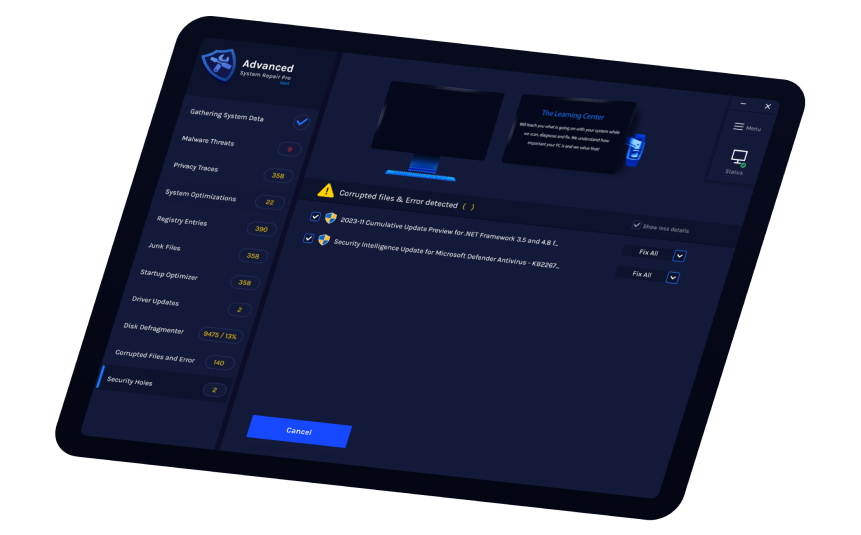 Advanced
System Repair Pro
Gathering System Data
Malware Threats
Privacy Traces 358
System Optimizations 22
Registry Entries 390
Junk Files 358
Startup Optimizer 358
Driver Updates 2
Disk Defragmenter 9475 / 13%
Corrupted Files and Error 140
Security Holes 2
The Learning Center
Will teach you what is going on with your system while
we scan, diagnose and fix. We understand how
important your PC is and we value that!
Menu
Status
Corrupted files & Error detected ( )
Show less details
2023-11 Cumulative Update Preview for .NET Framework 3.5 and 4.8 (...
Fix All
Security Intelligence Update for Microsoft Defender Antivirus - KB2267...
Fix All
Cancel